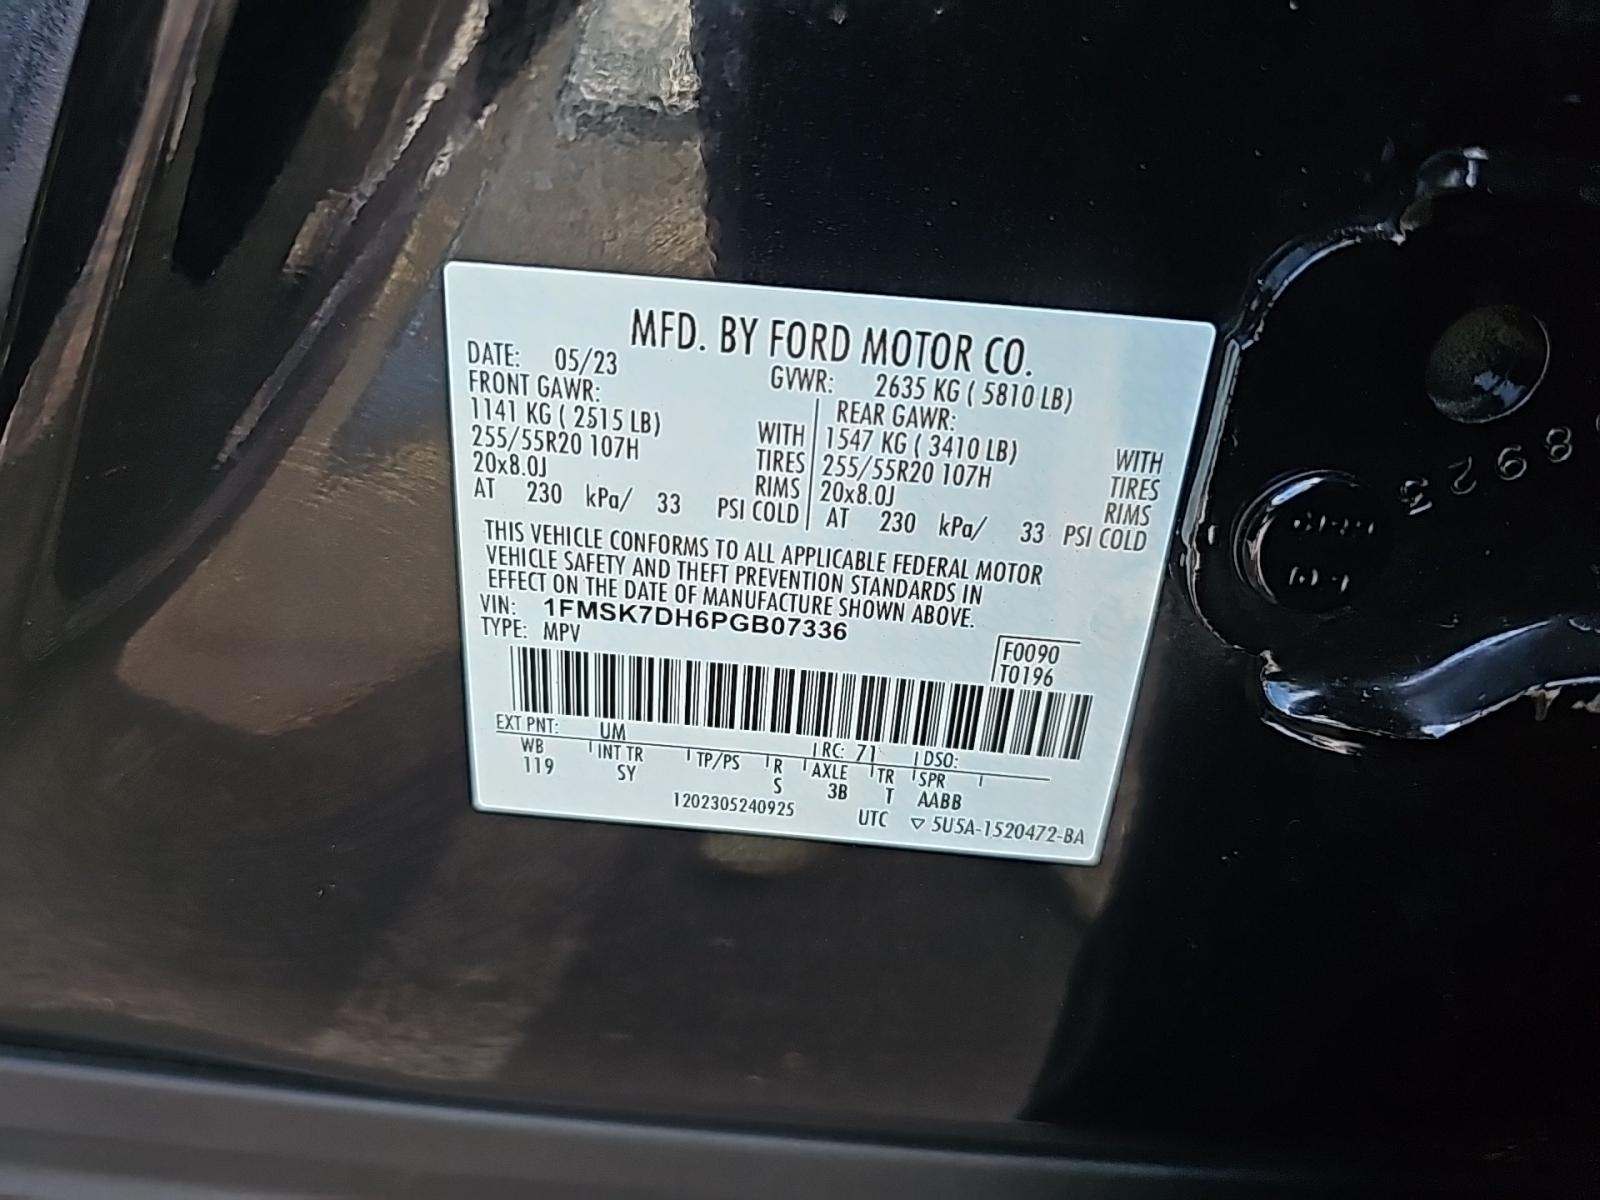 MFD. BY FORD MOTOR CO.
DATE: 05/23
GVWR: 2635 KG ( 5810 LB)
FRONT GAWR:
1141 KG ( 2515 LB) WITH
255/55R20 107H TIRES
20x8.0J RIMS
AT 230 kPa/ 33 PSI COLD
REAR GAWR:
1547 KG ( 3410 LB) WITH
255/55R20 107H TIRES
20x8.0J RIMS
AT 230 kPa/ 33 PSI COLD
THIS VEHICLE CONFORMS TO ALL APPLICABLE FEDERAL MOTOR
VEHICLE SAFETY AND THEFT PREVENTION STANDARDS IN
EFFECT ON THE DATE OF MANUFACTURE SHOWN ABOVE.
VIN: 1FMSK7DH6PGB07336
TYPE: MPV
F0090
T0196
EXT PNT: UM RC: 71 DSO:
WB INT TR TP/PS R AXLE TR SPR
119 SY S 3B T AABB
1202305240925 UTC ▽ 5U5A-1520472-BA